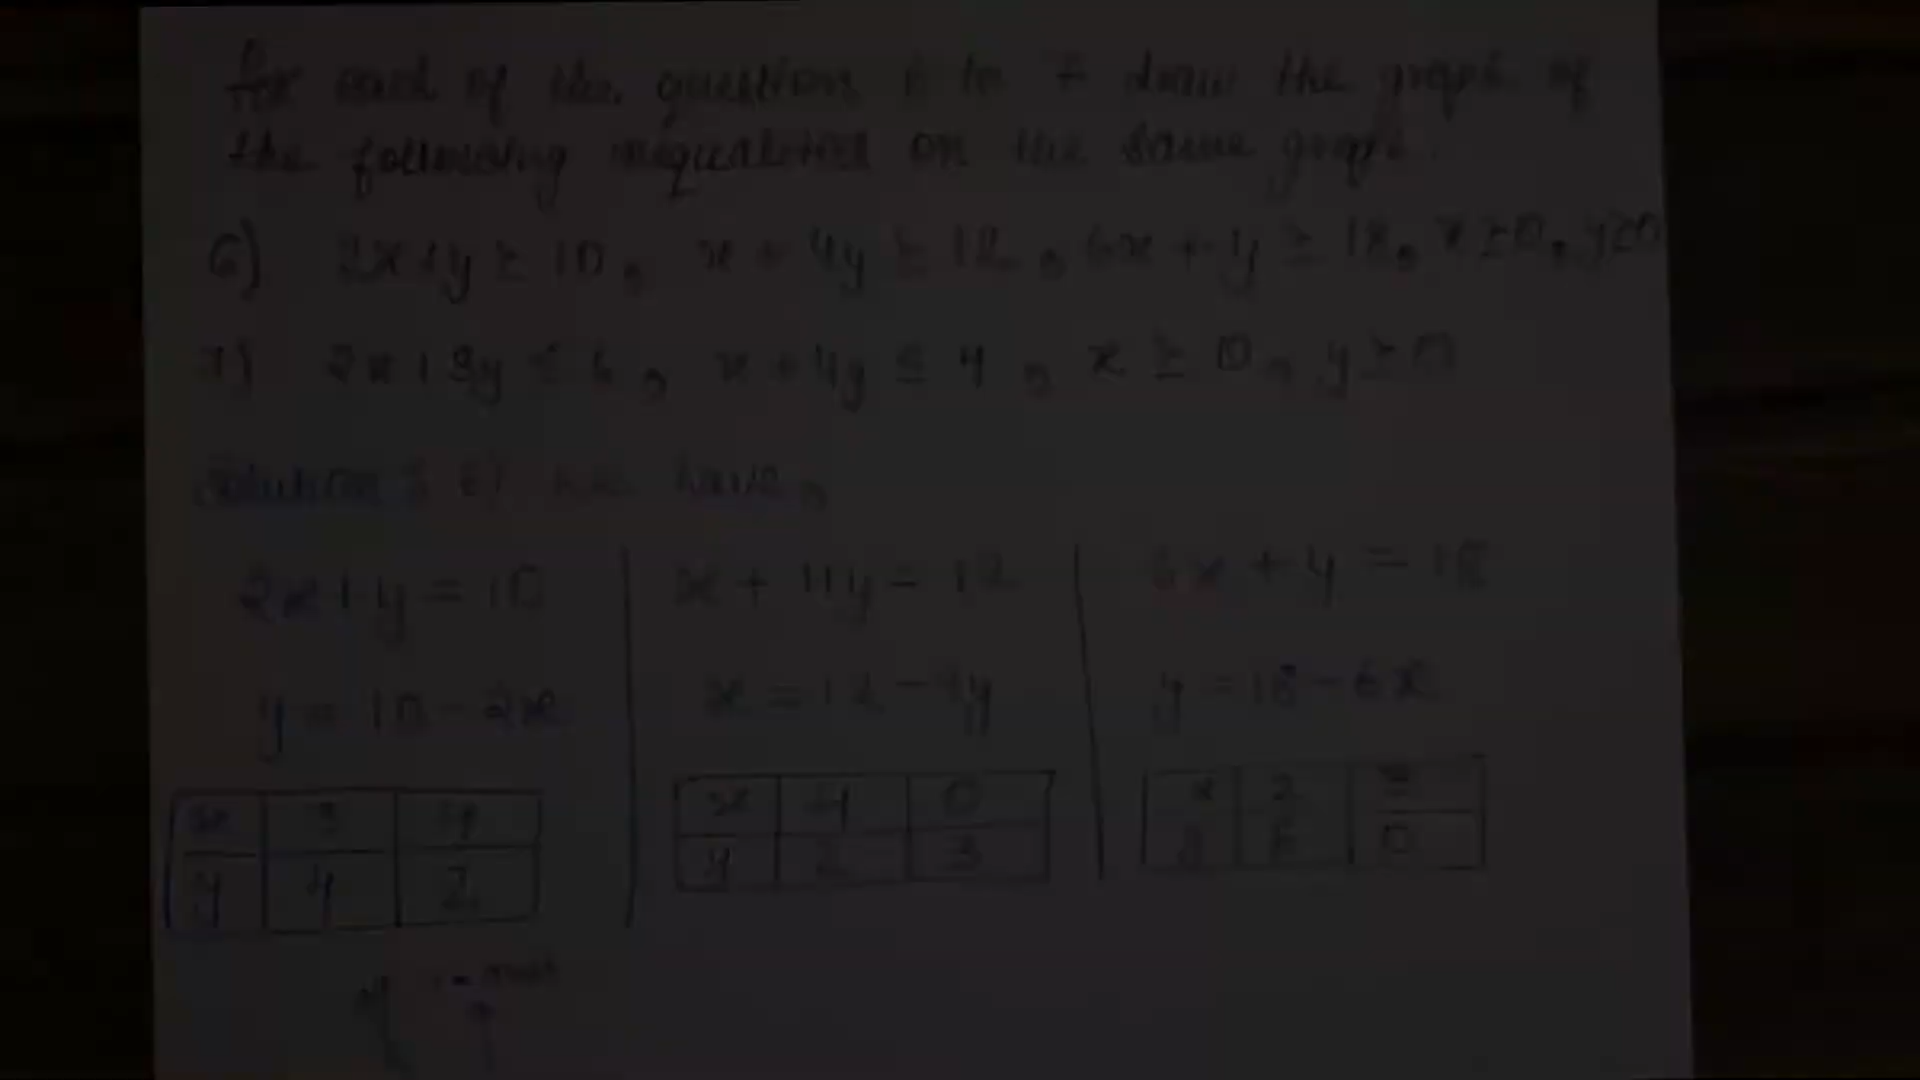 for each of the questions 6 to 7 draw the graph of
the following inequalities on the same graph.
6) 2x+y ≥ 10, x + 4y ≥ 12, 6x + y ≥ 18, x ≥ 0, y ≥ 0
7) 2x+3y ≤ 6, x + 4y ≤ 4, x ≥ 0, y ≥ 0
Solution : 6) we have,
2x+y = 10 x + 4y = 12 6x + y = 18
y = 10 - 2x x = 12 - 4y y = 18 - 6x
x 3 4 x 4 0 x 2 3
y 4 2 y 2 3 y 6 0